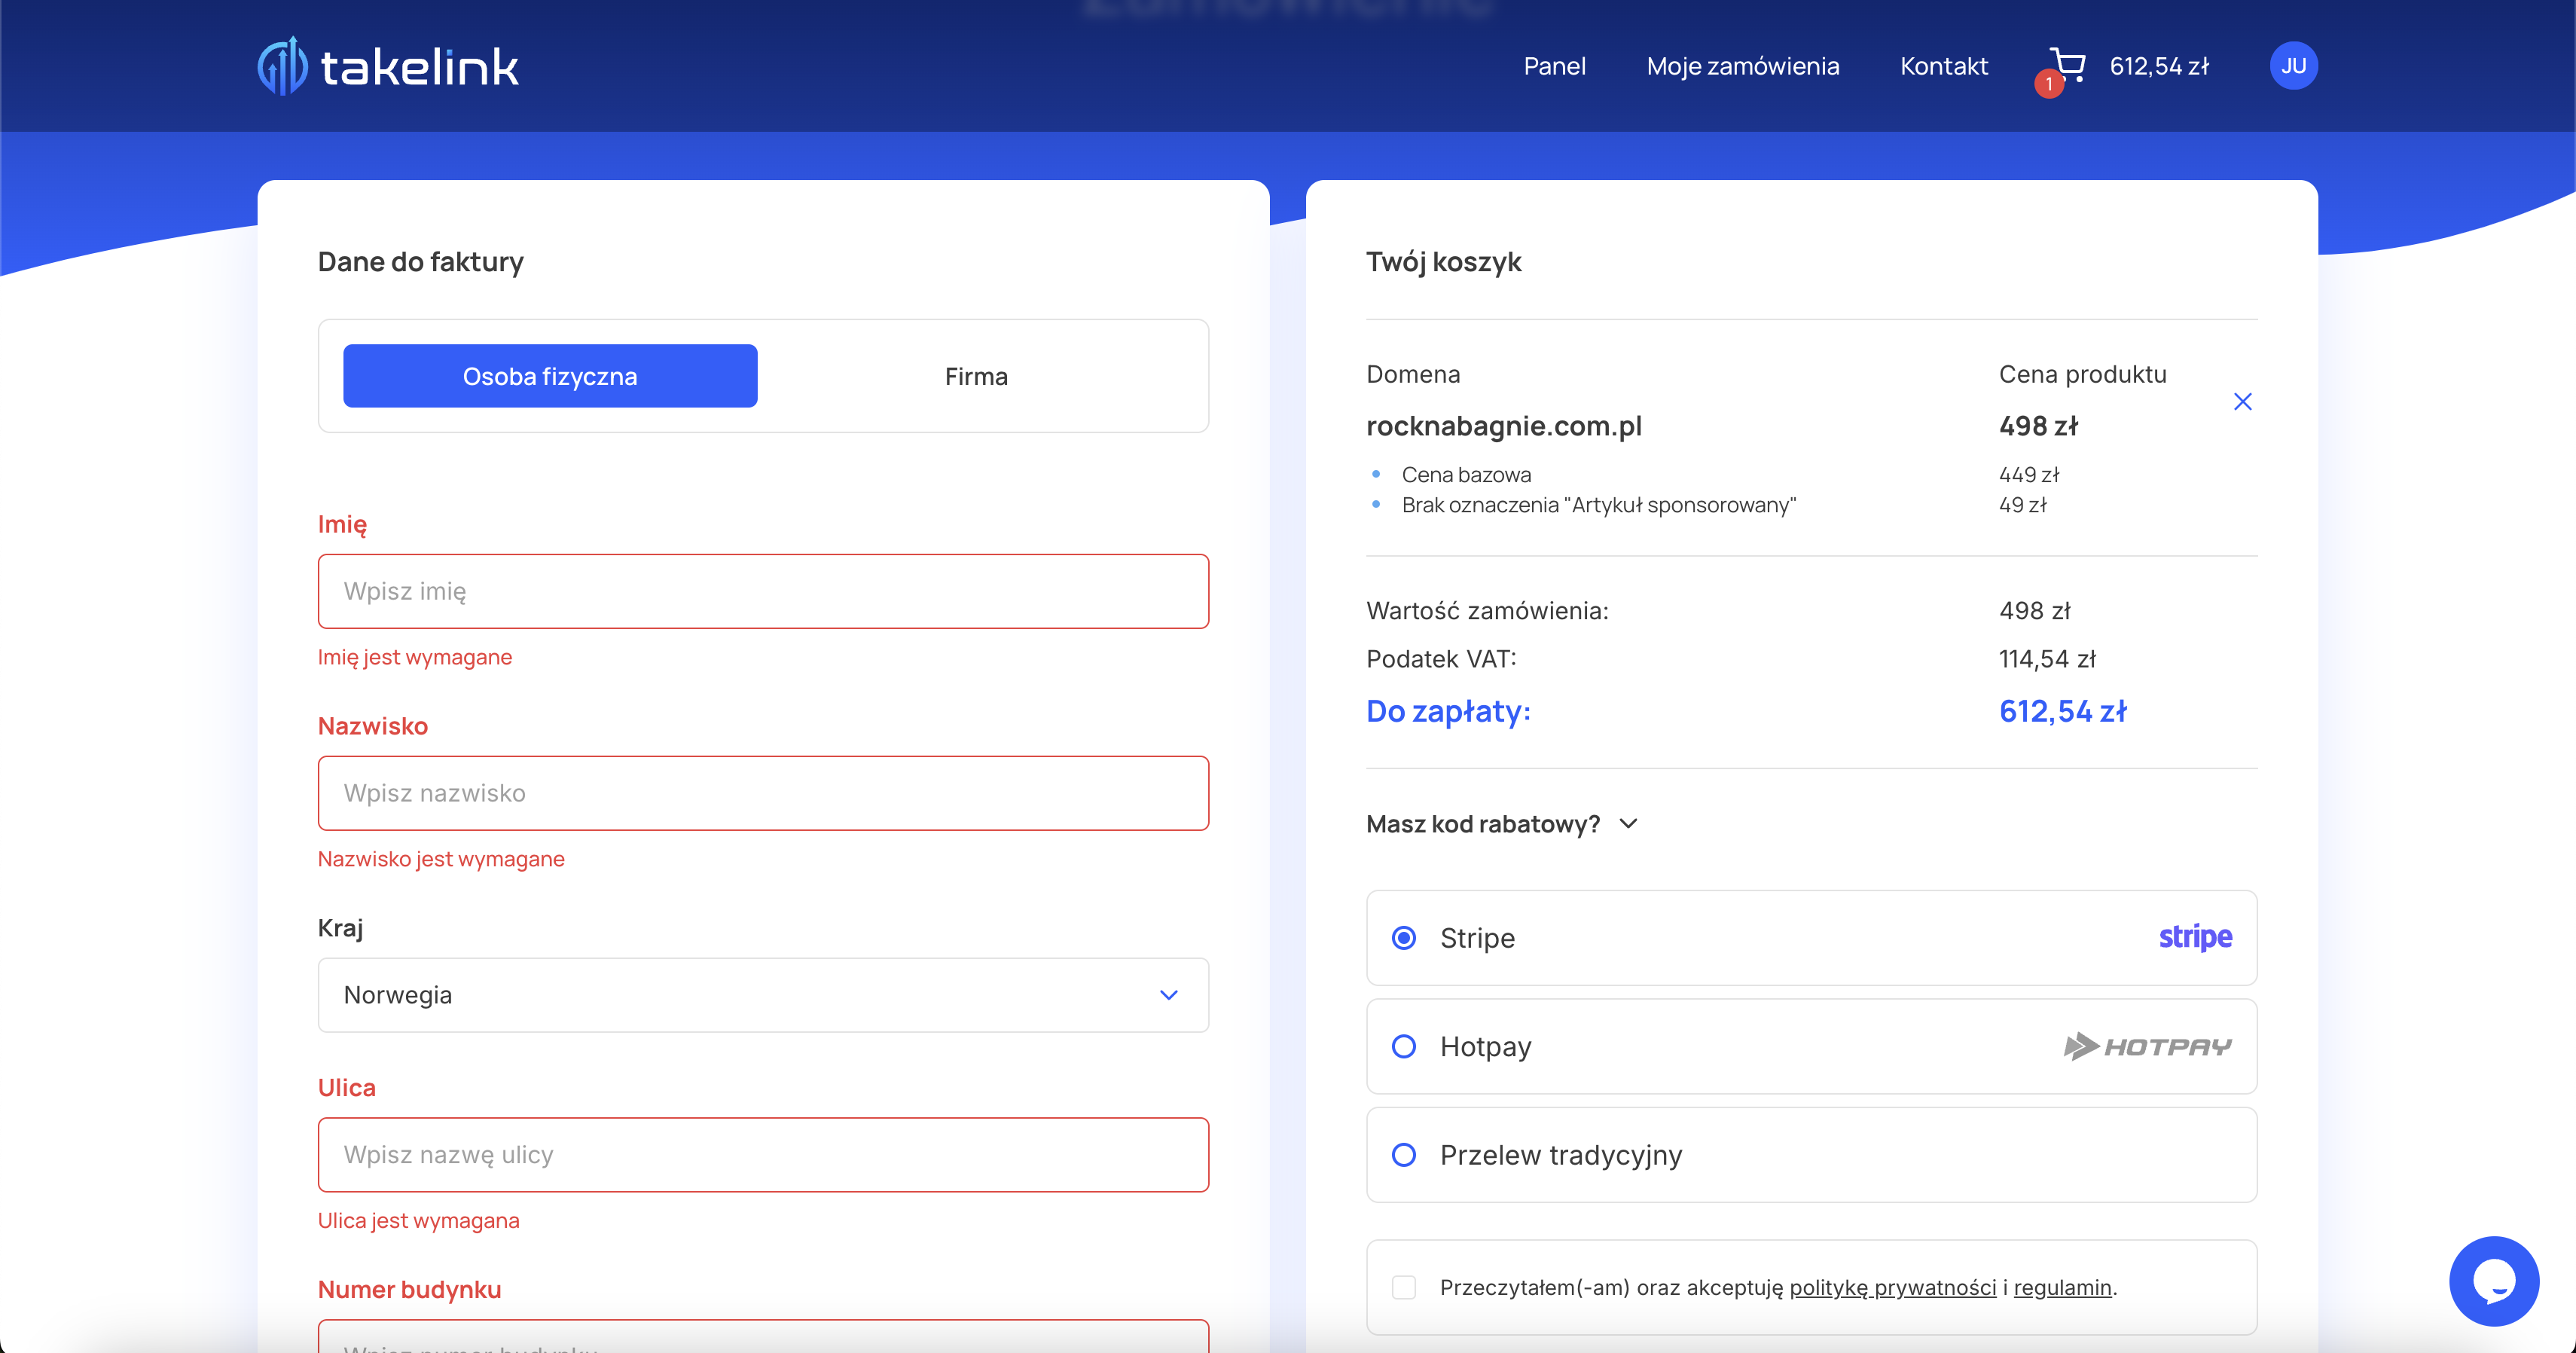 takelink
Panel
Moje zamówienia
Kontakt
1
612,54 zł
JU
Dane do faktury
Osoba fizyczna
Firma
Imię
Wpisz imię
Imię jest wymagane
Nazwisko
Wpisz nazwisko
Nazwisko jest wymagane
Kraj
Norwegia
Ulica
Wpisz nazwę ulicy
Ulica jest wymagana
Numer budynku
Wpisz numer budynku
Twój koszyk
Domena
Cena produktu
rocknabagnie.com.pl
498 zł
Cena bazowa
449 zł
Brak oznaczenia "Artykuł sponsorowany"
49 zł
Wartość zamówienia:
498 zł
Podatek VAT:
114,54 zł
Do zapłaty:
612,54 zł
Masz kod rabatowy?
Stripe
stripe
Hotpay
HOTPAY
Przelew tradycyjny
Przeczytałem(-am) oraz akceptuję politykę prywatności i regulamin.